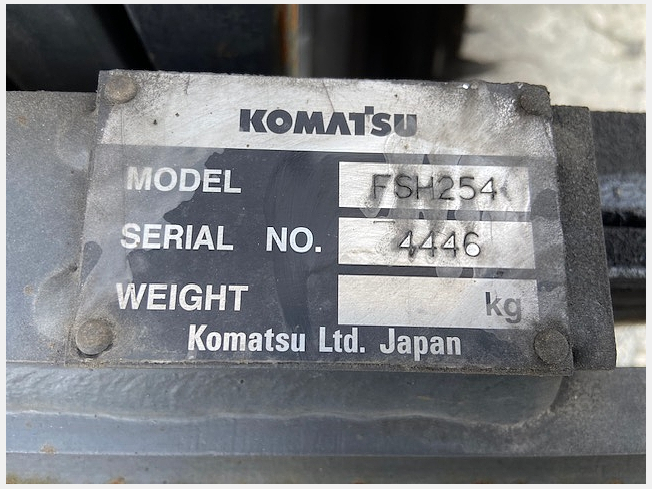 KOMATSU
MODEL FSH254
SERIAL NO. 4446
WEIGHT kg
Komatsu Ltd. Japan